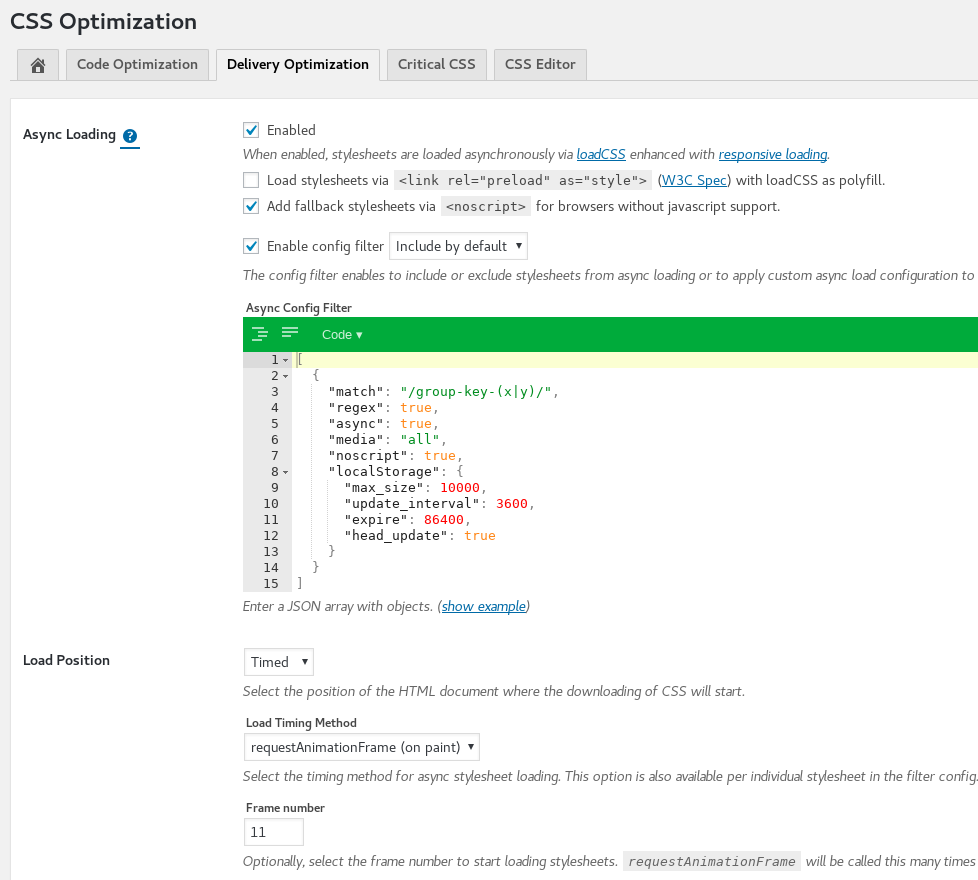 CSS Optimization
Code Optimization
Delivery Optimization
Critical CSS
CSS Editor
Async Loading ?
Enabled
When enabled, stylesheets are loaded asynchronously via loadCSS enhanced with responsive loading.
Load stylesheets via <link rel="preload" as="style"> (W3C Spec) with loadCSS as polyfill.
Add fallback stylesheets via <noscript> for browsers without javascript support.
Enable config filter Include by default ▾
The config filter enables to include or exclude stylesheets from async loading or to apply custom async load configuration to
Async Config Filter
Code ▾
1 [
2 {
3 "match": "/group-key-(x|y)/",
4 "regex": true,
5 "async": true,
6 "media": "all",
7 "noscript": true,
8 "localStorage": {
9 "max_size": 10000,
10 "update_interval": 3600,
11 "expire": 86400,
12 "head_update": true
13 }
14 }
15 ]
Enter a JSON array with objects. (show example)
Load Position
Timed ▾
Select the position of the HTML document where the downloading of CSS will start.
Load Timing Method
requestAnimationFrame (on paint) ▾
Select the timing method for async stylesheet loading. This option is also available per individual stylesheet in the filter config.
Frame number
11
Optionally, select the frame number to start loading stylesheets. requestAnimationFrame will be called this many times